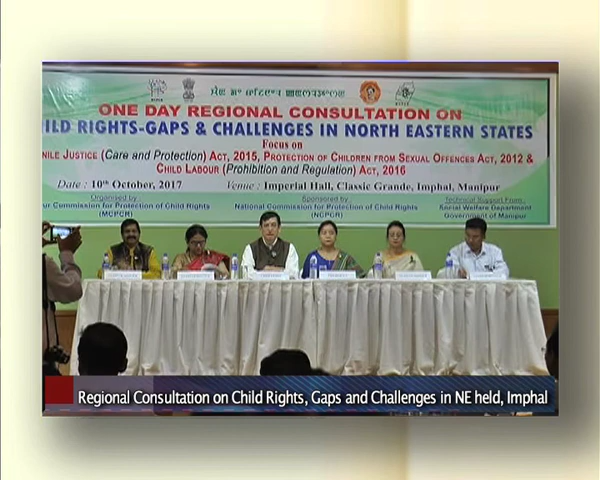 ONE DAY REGIONAL CONSULTATION ON
ILD RIGHTS-GAPS & CHALLENGES IN NORTH EASTERN STATES
Focus on
NILE JUSTICE (Care and Protection) ACT, 2015, PROTECTION OF CHILDREN FROM SEXUAL OFFENCES ACT, 2012 &
CHILD LABOUR (Prohibition and Regulation) ACT, 2016
Date : 10th October, 2017 Venue : Imperial Hall, Classic Grande, Imphal, Manipur
Organised by Sponsored by Technical Support From
ur Commission for Protection of Child Rights National Commission for Protection of Child Rights Social Welfare Department
(MCPCR) (NCPCR) Government of Manipur
Regional Consultation on Child Rights, Gaps and Challenges in NE held, Imphal